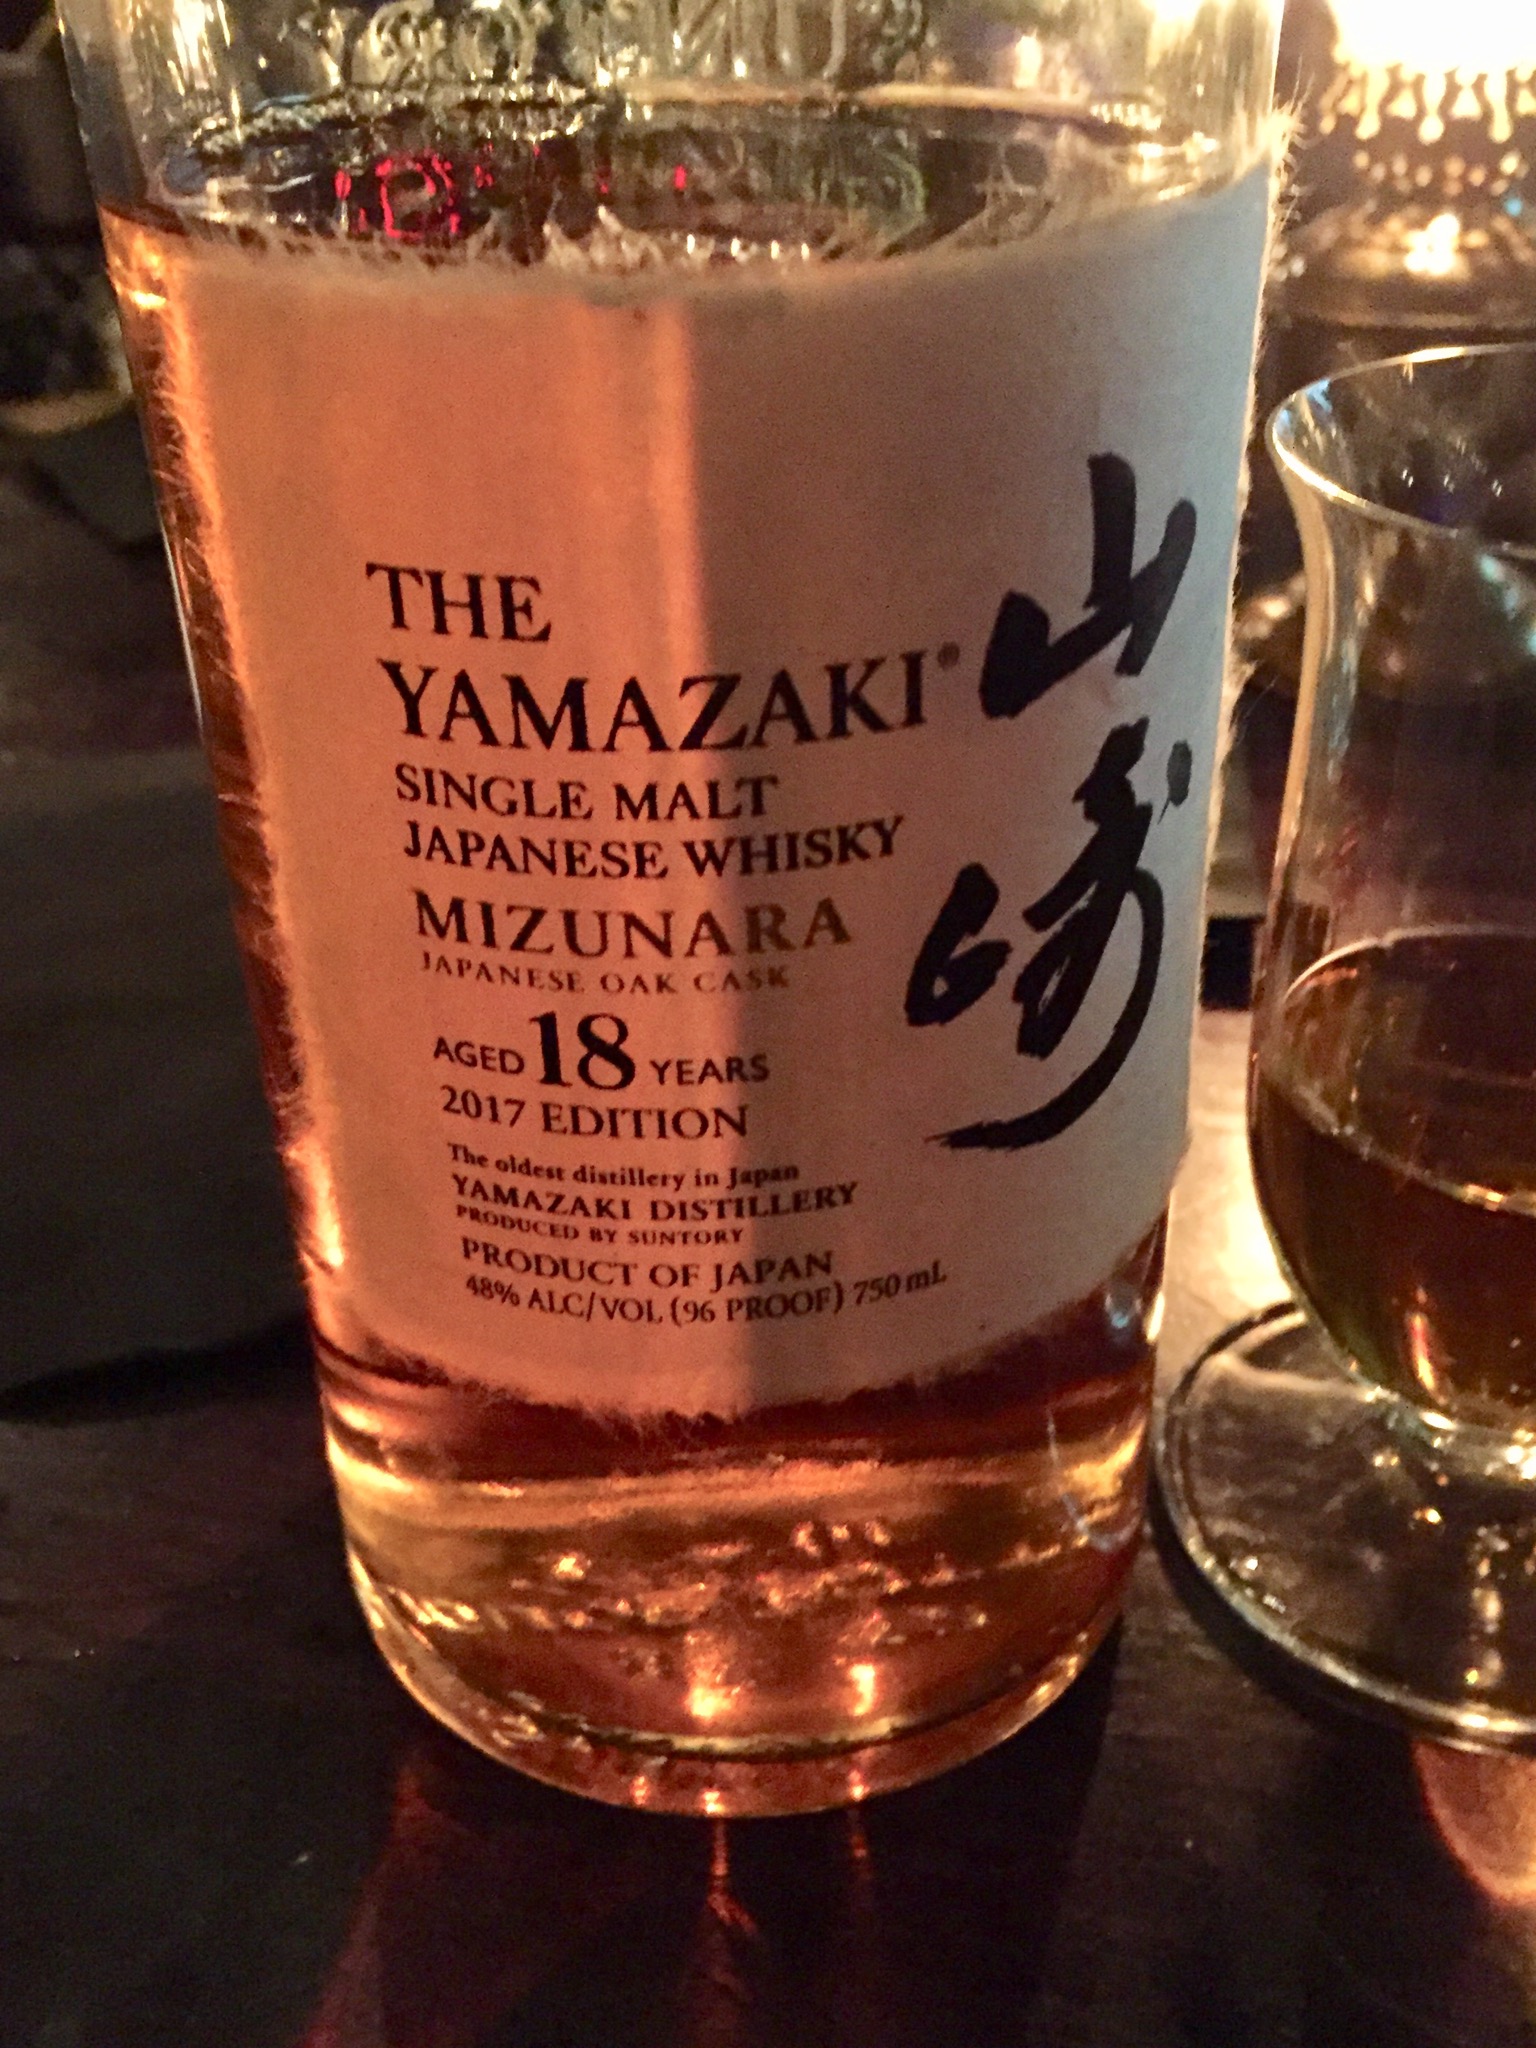 THE
YAMAZAKI®
SINGLE MALT
JAPANESE WHISKY
MIZUNARA
JAPANESE OAK CASK
AGED 18 YEARS
2017 EDITION
The oldest distillery in Japan
YAMAZAKI DISTILLERY
PRODUCED BY SUNTORY
PRODUCT OF JAPAN
48% ALC/VOL (96 PROOF) 750 mL
山崎